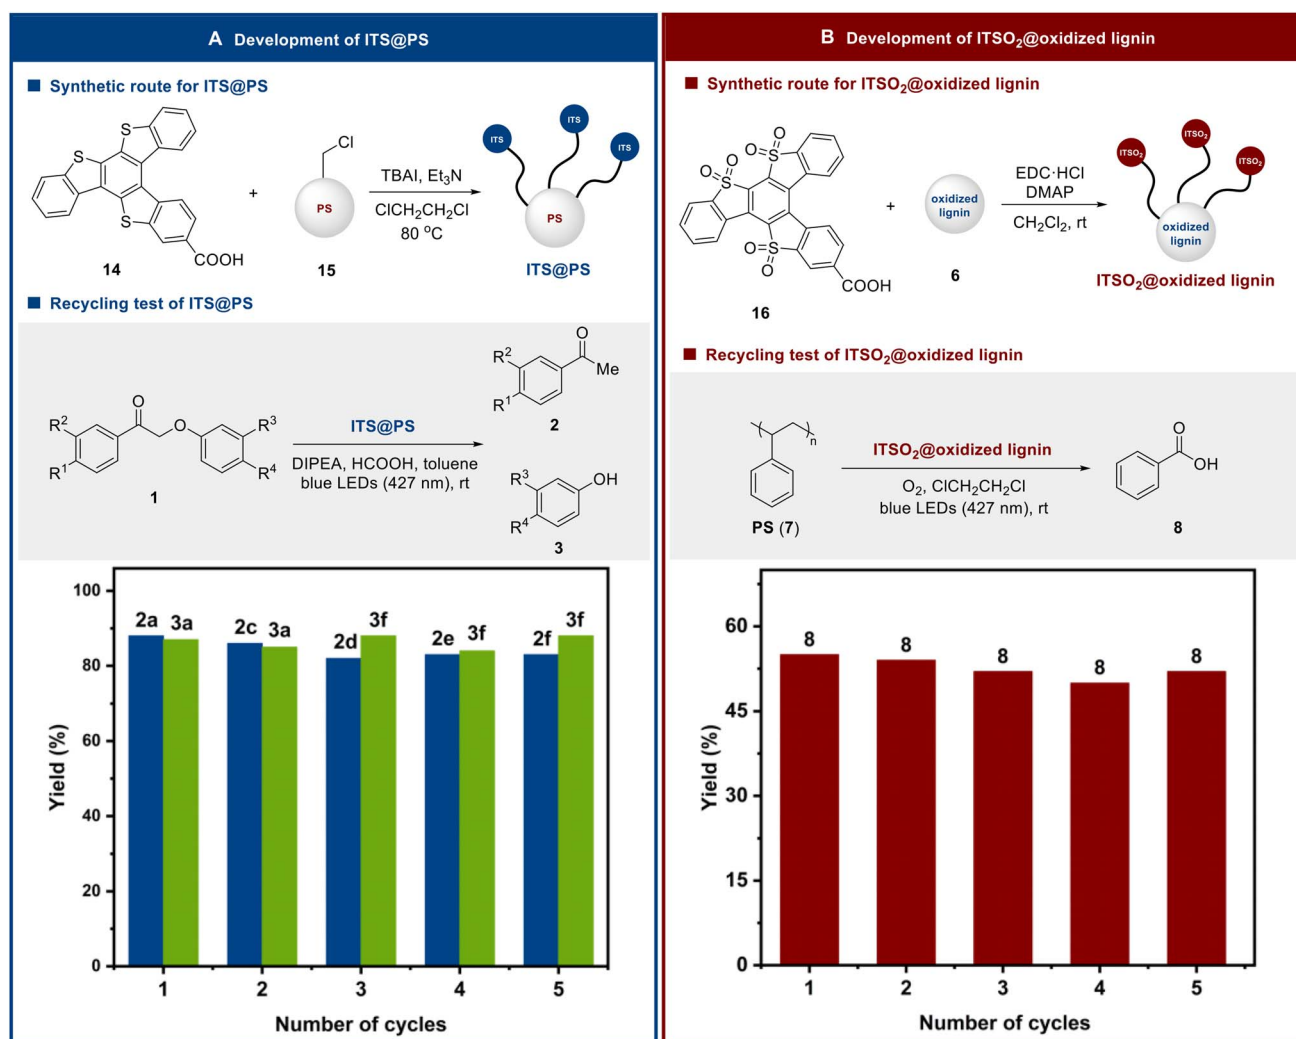 A Development of ITS@PS
Synthetic route for ITS@PS
S
S
S
COOH
14
+
Cl
PS
15
TBAI, Et₃N
ClCH₂CH₂Cl
80 °C
ITS
ITS
ITS
PS
ITS@PS
Recycling test of ITS@PS
R²
R¹
O
O
R³
R⁴
1
ITS@PS
DIPEA, HCOOH, toluene
blue LEDs (427 nm), rt
O
R²
Me
R¹
2
R³
OH
R⁴
3
Yield (%)
100
80
60
40
20
0
2a 3a
2c 3a
2d 3f
2e 3f
2f 3f
1 2 3 4 5
Number of cycles
B Development of ITSO₂@oxidized lignin
Synthetic route for ITSO₂@oxidized lignin
O
O
S
O
O
S
O
O
S
COOH
16
+
oxidized
lignin
6
EDC·HCl
DMAP
CH₂Cl₂, rt
ITSO₂
ITSO₂
ITSO₂
oxidized
lignin
ITSO₂@oxidized lignin
Recycling test of ITSO₂@oxidized lignin
n
PS (7)
ITSO₂@oxidized lignin
O₂, ClCH₂CH₂Cl
blue LEDs (427 nm), rt
O
OH
8
Yield (%)
60
45
30
15
0
8 8 8 8 8
1 2 3 4 5
Number of cycles